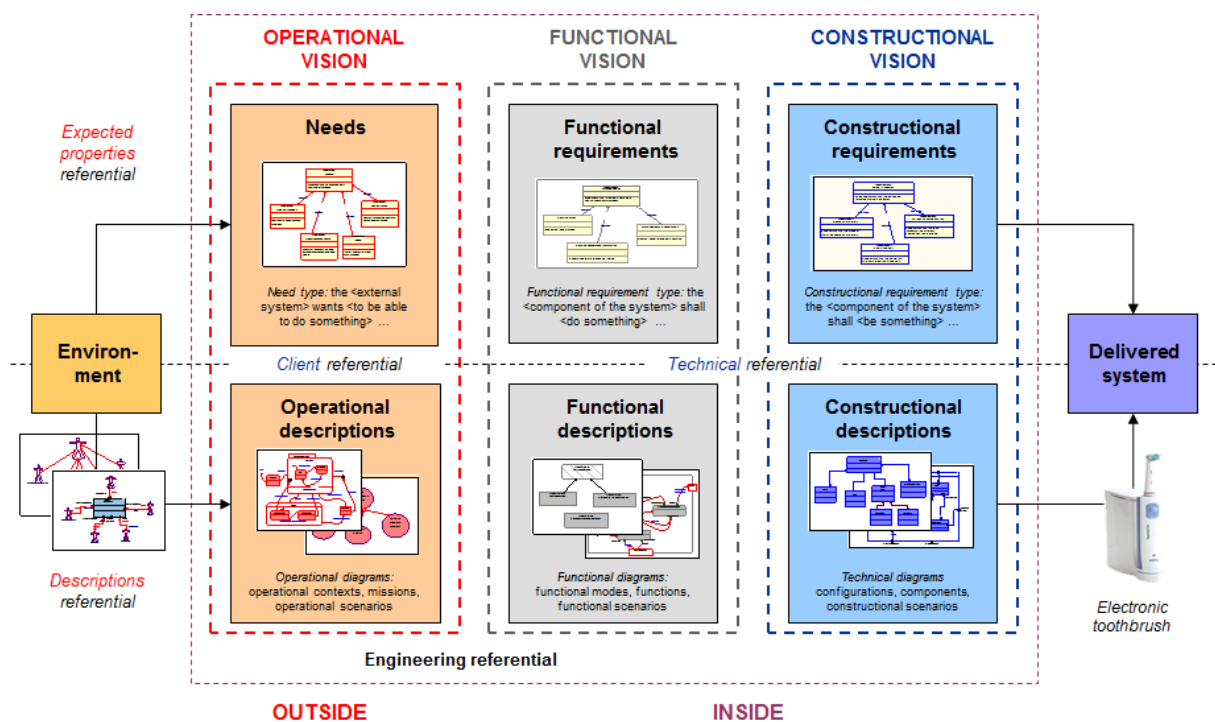 OPERATIONAL
VISION
FUNCTIONAL
VISION
CONSTRUCTIONAL
VISION
Expected
properties
referential
Needs
Need type: the <external
system> wants <to be able
to do something> …
Functional
requirements
Functional requirement type: the
<component of the system> shall
<do something> …
Constructional
requirements
Constructional requirement type:
the <component of the system>
shall <be something> …
Environ-
ment
Client referential
Technical referential
Delivered
system
Operational
descriptions
Operational diagrams:
operational contexts, missions,
operational scenarios
Functional
descriptions
Functional diagrams:
functional modes, functions,
functional scenarios
Constructional
descriptions
Technical diagrams
configurations, components,
constructional scenarios
Descriptions
referential
Electronic
toothbrush
Engineering referential
OUTSIDE
INSIDE